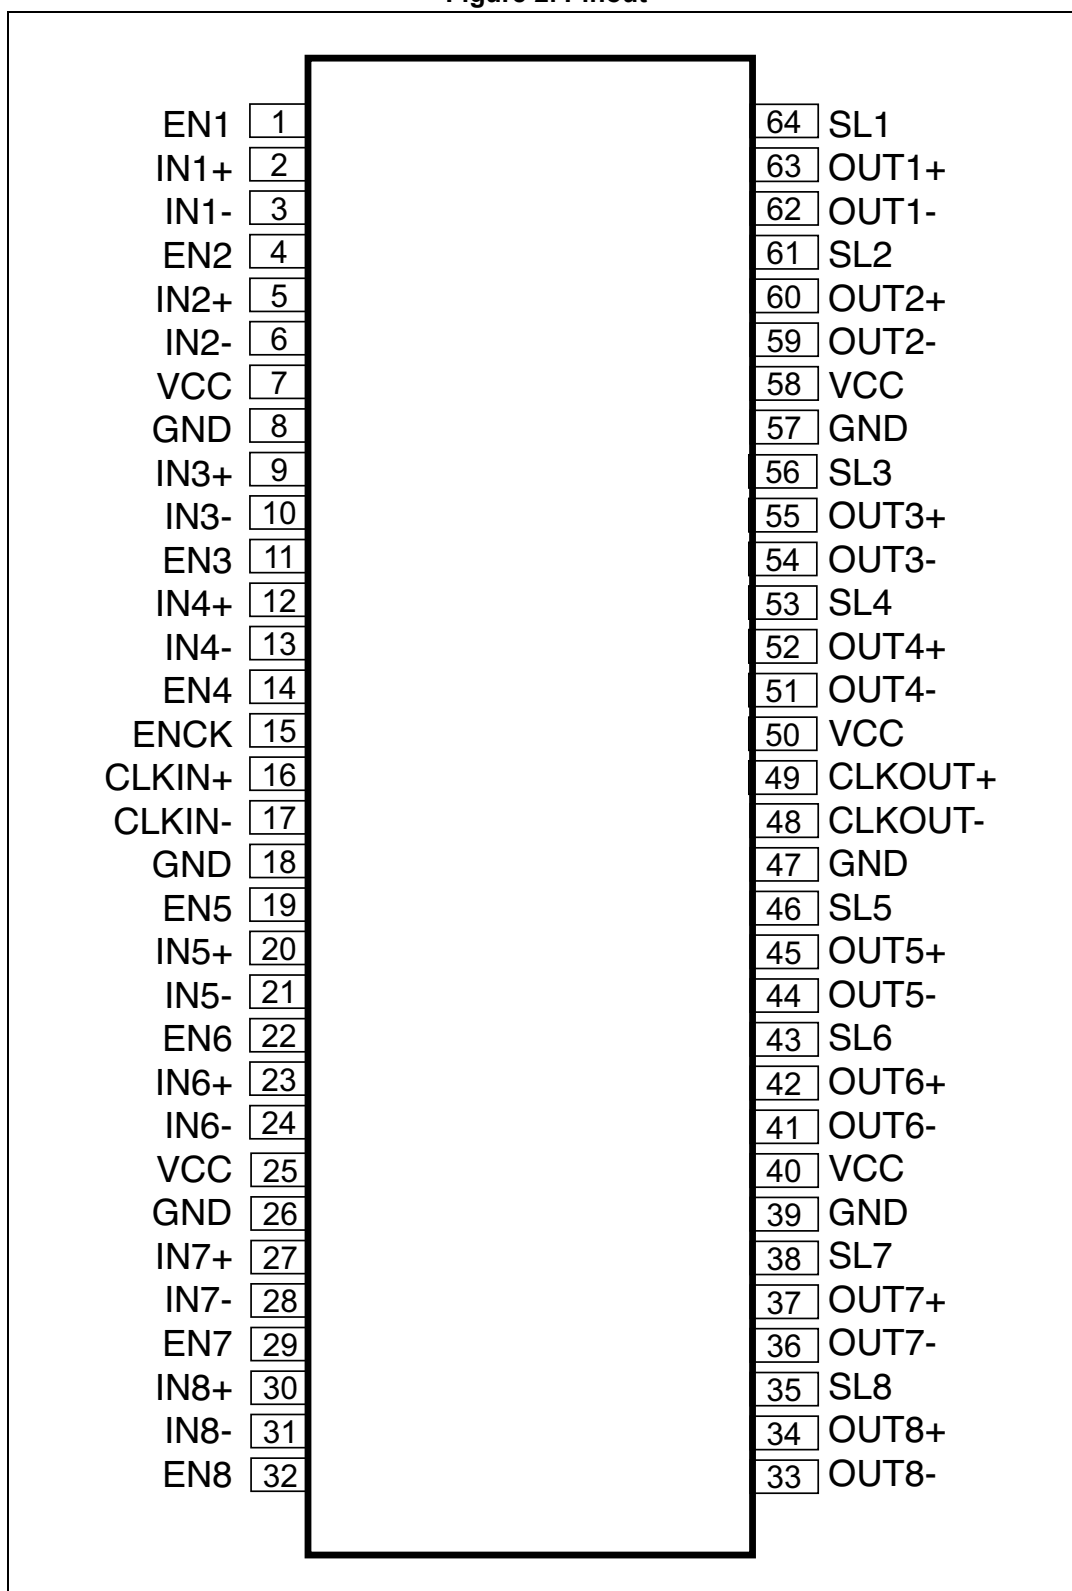 Figure 2. Pinout
EN1 1 64 SL1
IN1+ 2 63 OUT1+
IN1- 3 62 OUT1-
EN2 4 61 SL2
IN2+ 5 60 OUT2+
IN2- 6 59 OUT2-
VCC 7 58 VCC
GND 8 57 GND
IN3+ 9 56 SL3
IN3- 10 55 OUT3+
EN3 11 54 OUT3-
IN4+ 12 53 SL4
IN4- 13 52 OUT4+
EN4 14 51 OUT4-
ENCK 15 50 VCC
CLKIN+ 16 49 CLKOUT+
CLKIN- 17 48 CLKOUT-
GND 18 47 GND
EN5 19 46 SL5
IN5+ 20 45 OUT5+
IN5- 21 44 OUT5-
EN6 22 43 SL6
IN6+ 23 42 OUT6+
IN6- 24 41 OUT6-
VCC 25 40 VCC
GND 26 39 GND
IN7+ 27 38 SL7
IN7- 28 37 OUT7+
EN7 29 36 OUT7-
IN8+ 30 35 SL8
IN8- 31 34 OUT8+
EN8 32 33 OUT8-